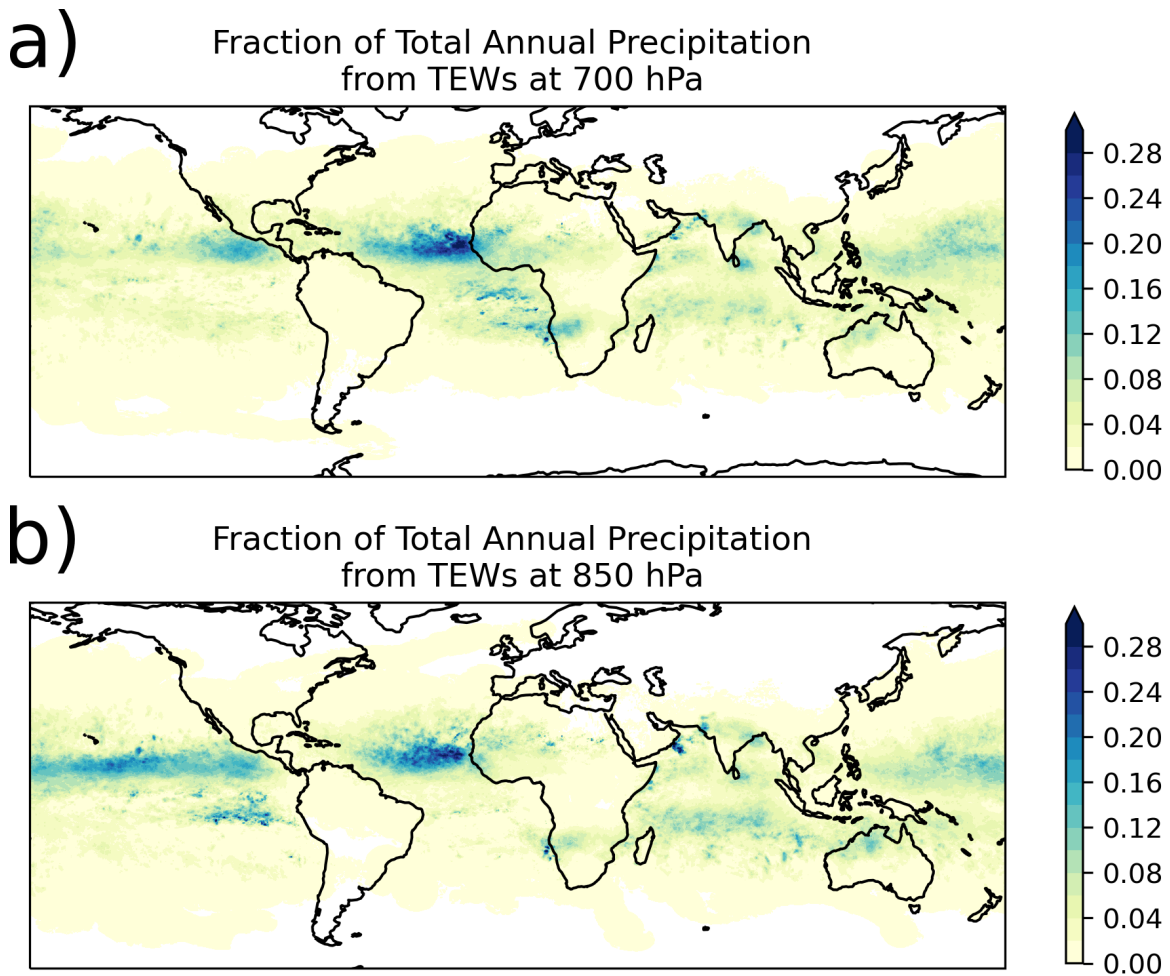 a)
Fraction of Total Annual Precipitation
from TEWs at 700 hPa
0.28
0.24
0.20
0.16
0.12
0.08
0.04
0.00
b)
Fraction of Total Annual Precipitation
from TEWs at 850 hPa
0.28
0.24
0.20
0.16
0.12
0.08
0.04
0.00